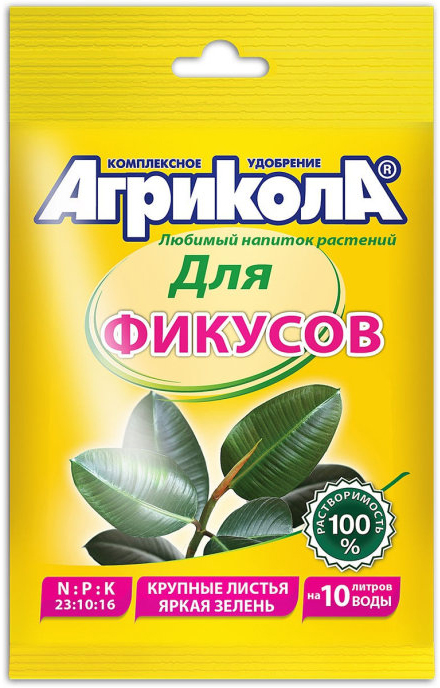 КОМПЛЕКСНОЕ УДОБРЕНИЕ
АгриколА®
Любимый напиток растений
Для
ФИКУСОВ
РАСТВОРИМОСТЬ
100%
N:P:K
23:10:16
КРУПНЫЕ ЛИСТЬЯ
ЯРКАЯ ЗЕЛЕНЬ
на 10 литров
ВОДЫ